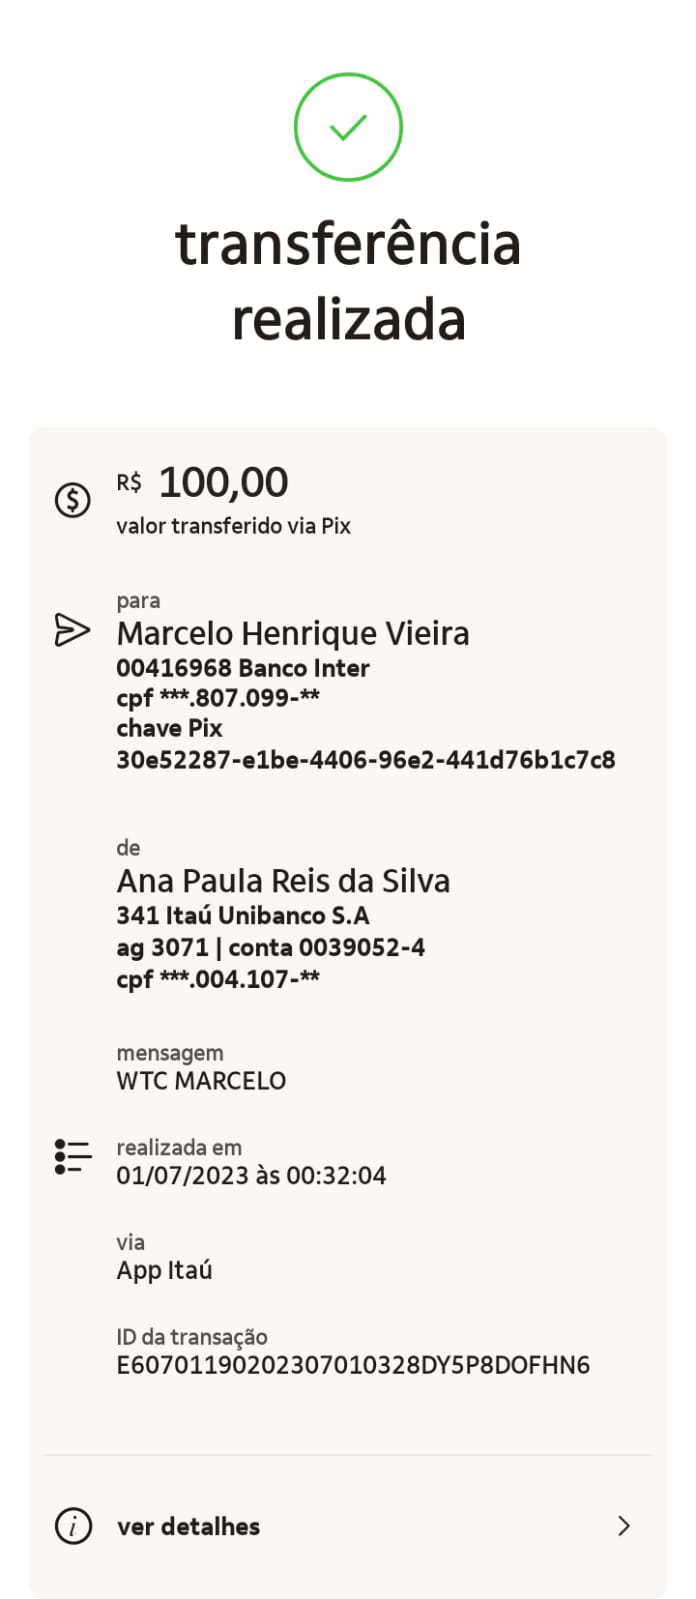 transferência
realizada
R$ 100,00
valor transferido via Pix
para
Marcelo Henrique Vieira
00416968 Banco Inter
cpf ***.807.099-**
chave Pix
30e52287-e1be-4406-96e2-441d76b1c7c8
de
Ana Paula Reis da Silva
341 Itaú Unibanco S.A
ag 3071 | conta 0039052-4
cpf ***.004.107-**
mensagem
WTC MARCELO
realizada em
01/07/2023 às 00:32:04
via
App Itaú
ID da transação
E60701190202307010328DY5P8DOFHN6
ver detalhes